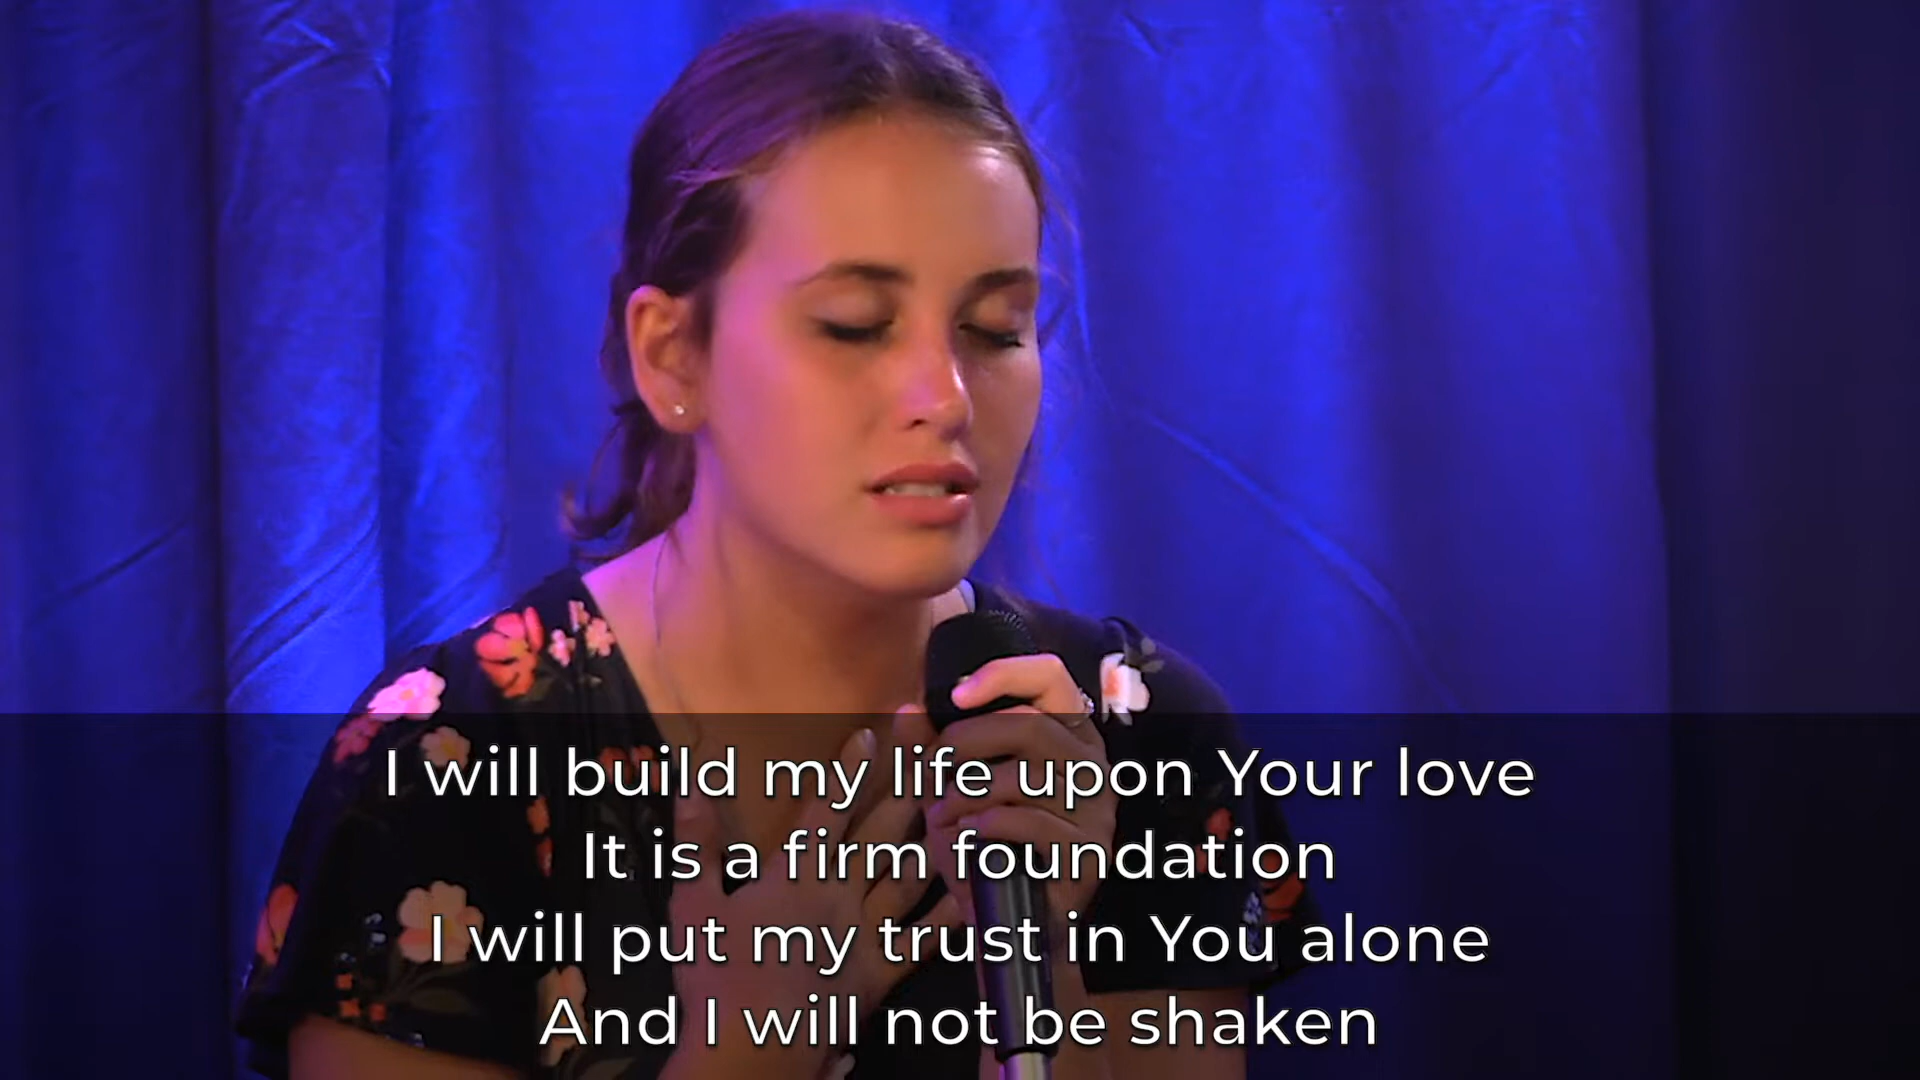 I will build my life upon Your love
It is a firm foundation
I will put my trust in You alone
And I will not be shaken